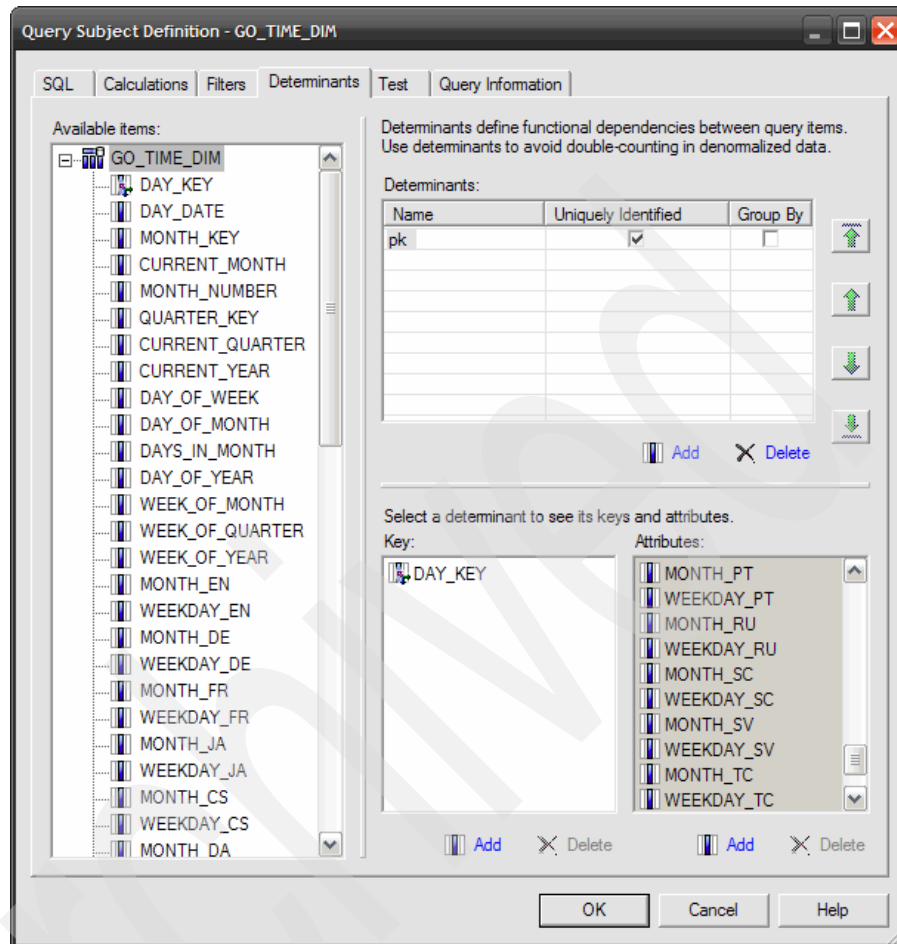 Query Subject Definition - GO_TIME_DIM
SQL
Calculations
Filters
Determinants
Test
Query Information
Available items:
GO_TIME_DIM
DAY_KEY
DAY_DATE
MONTH_KEY
CURRENT_MONTH
MONTH_NUMBER
QUARTER_KEY
CURRENT_QUARTER
CURRENT_YEAR
DAY_OF_WEEK
DAY_OF_MONTH
DAYS_IN_MONTH
DAY_OF_YEAR
WEEK_OF_MONTH
WEEK_OF_QUARTER
WEEK_OF_YEAR
MONTH_EN
WEEKDAY_EN
MONTH_DE
WEEKDAY_DE
MONTH_FR
WEEKDAY_FR
MONTH_JA
WEEKDAY_JA
MONTH_CS
WEEKDAY_CS
MONTH_DA
Determinants define functional dependencies between query items.
Use determinants to avoid double-counting in denormalized data.
Determinants:
Name
Uniquely Identified
Group By
pk
Add
Delete
Select a determinant to see its keys and attributes.
Key:
DAY_KEY
Add
Delete
Attributes:
MONTH_PT
WEEKDAY_PT
MONTH_RU
WEEKDAY_RU
MONTH_SC
WEEKDAY_SC
MONTH_SV
WEEKDAY_SV
MONTH_TC
WEEKDAY_TC
Add
Delete
OK
Cancel
Help